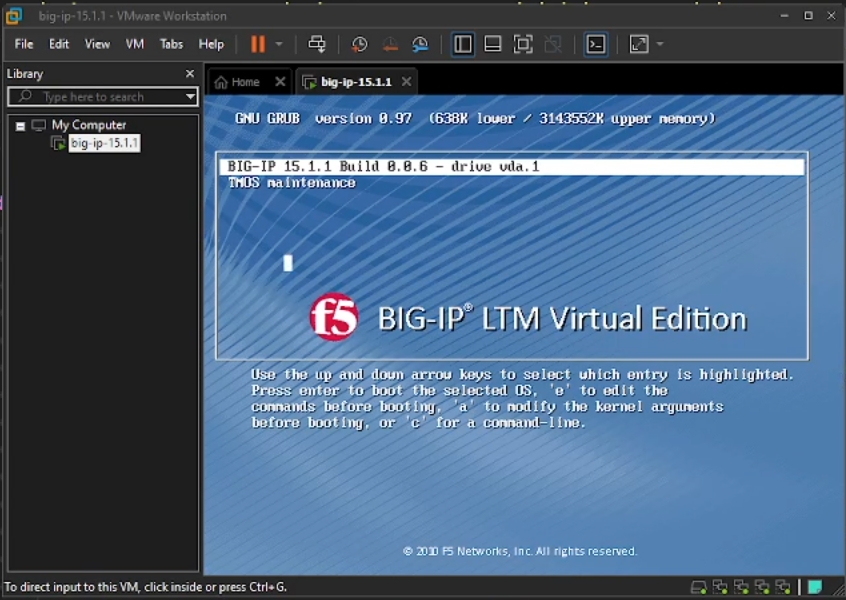 big-ip-15.1.1 - VMware Workstation
File Edit View VM Tabs Help
Library
Home
big-ip-15.1.1
Type here to search
My Computer
big-ip-15.1.1
GNU GRUB version 0.97 (638K lower / 3143552K upper memory)
BIG-IP 15.1.1 Build 0.0.6 - drive vda.1
TMOS maintenance
f5 BIG-IP® LTM Virtual Edition
Use the up and down arrow keys to select which entry is highlighted.
Press enter to boot the selected OS, 'e' to edit the
commands before booting, 'a' to modify the kernel arguments
before booting, or 'c' for a command-line.
© 2010 F5 Networks, Inc. All rights reserved.
To direct input to this VM, click inside or press Ctrl+G.